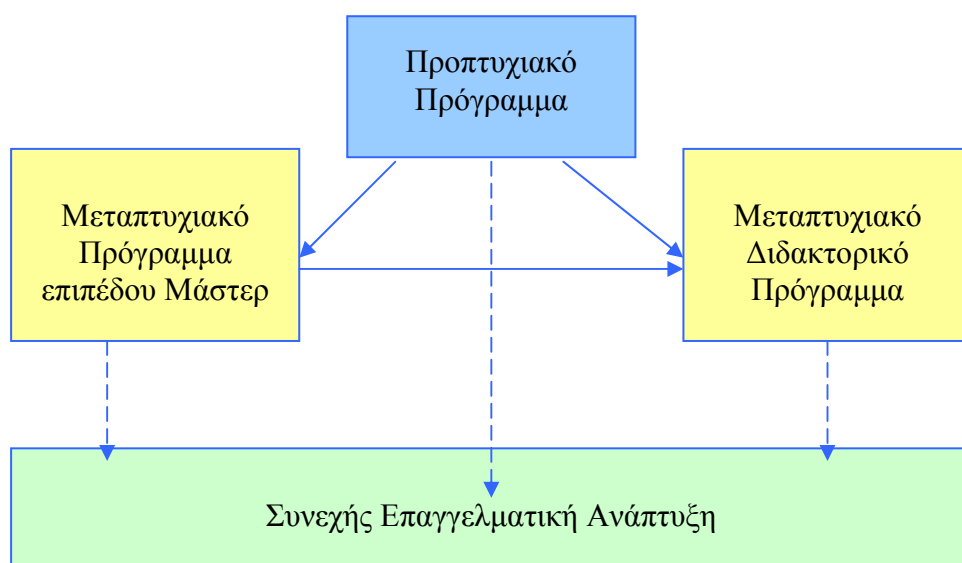 Προπτυχιακό
Πρόγραμμα
Μεταπτυχιακό
Πρόγραμμα
επιπέδου Μάστερ
Μεταπτυχιακό
Διδακτορικό
Πρόγραμμα
Συνεχής Επαγγελματική Ανάπτυξη